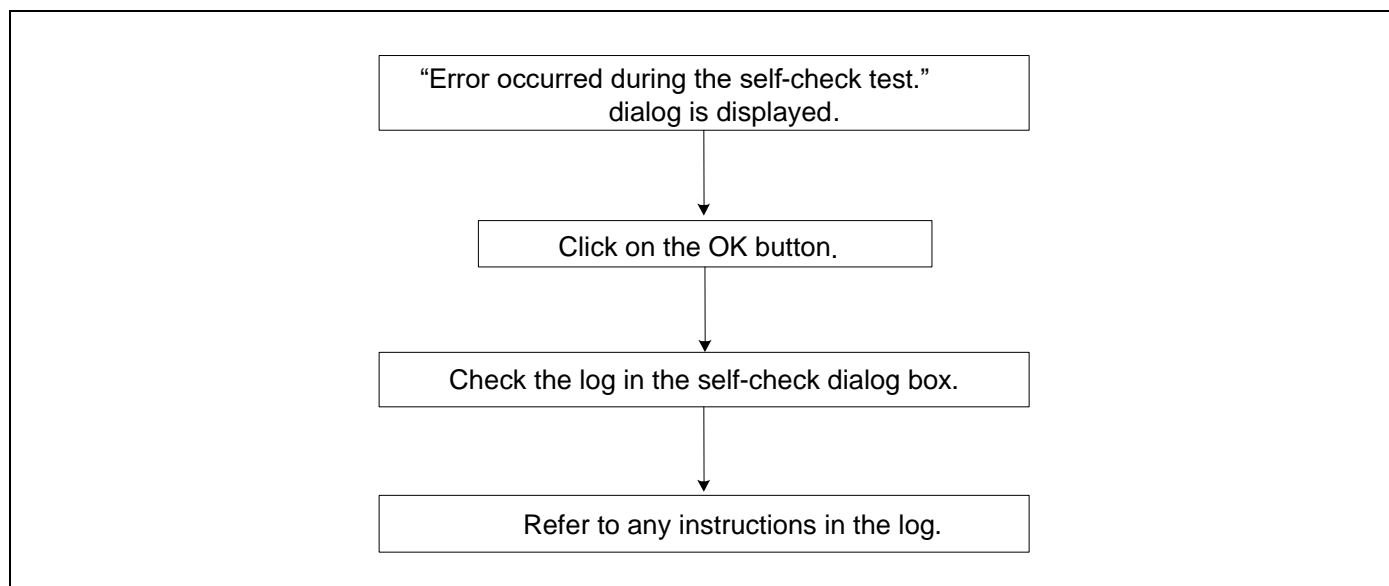 “Error occurred during the self-check test.”
dialog is displayed.
Click on the OK button.
Check the log in the self-check dialog box.
Refer to any instructions in the log.